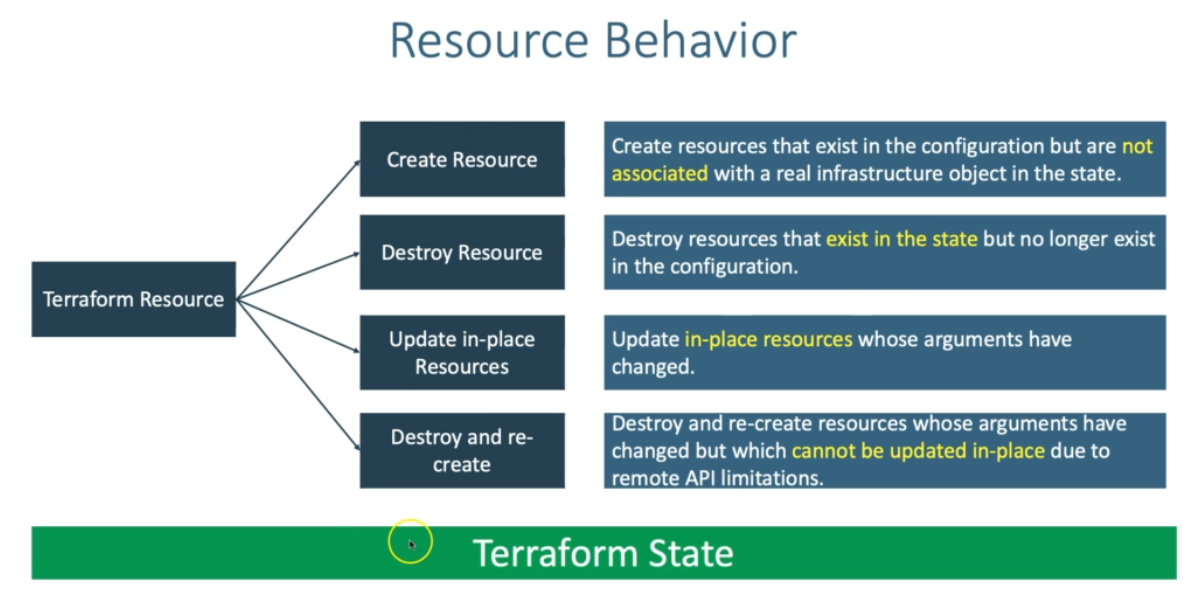 Resource Behavior
Terraform Resource
Create Resource
Create resources that exist in the configuration but are not
associated with a real infrastructure object in the state.
Destroy Resource
Destroy resources that exist in the state but no longer exist
in the configuration.
Update in-place
Resources
Update in-place resources whose arguments have
changed.
Destroy and re-
create
Destroy and re-create resources whose arguments have
changed but which cannot be updated in-place due to
remote API limitations.
Terraform State